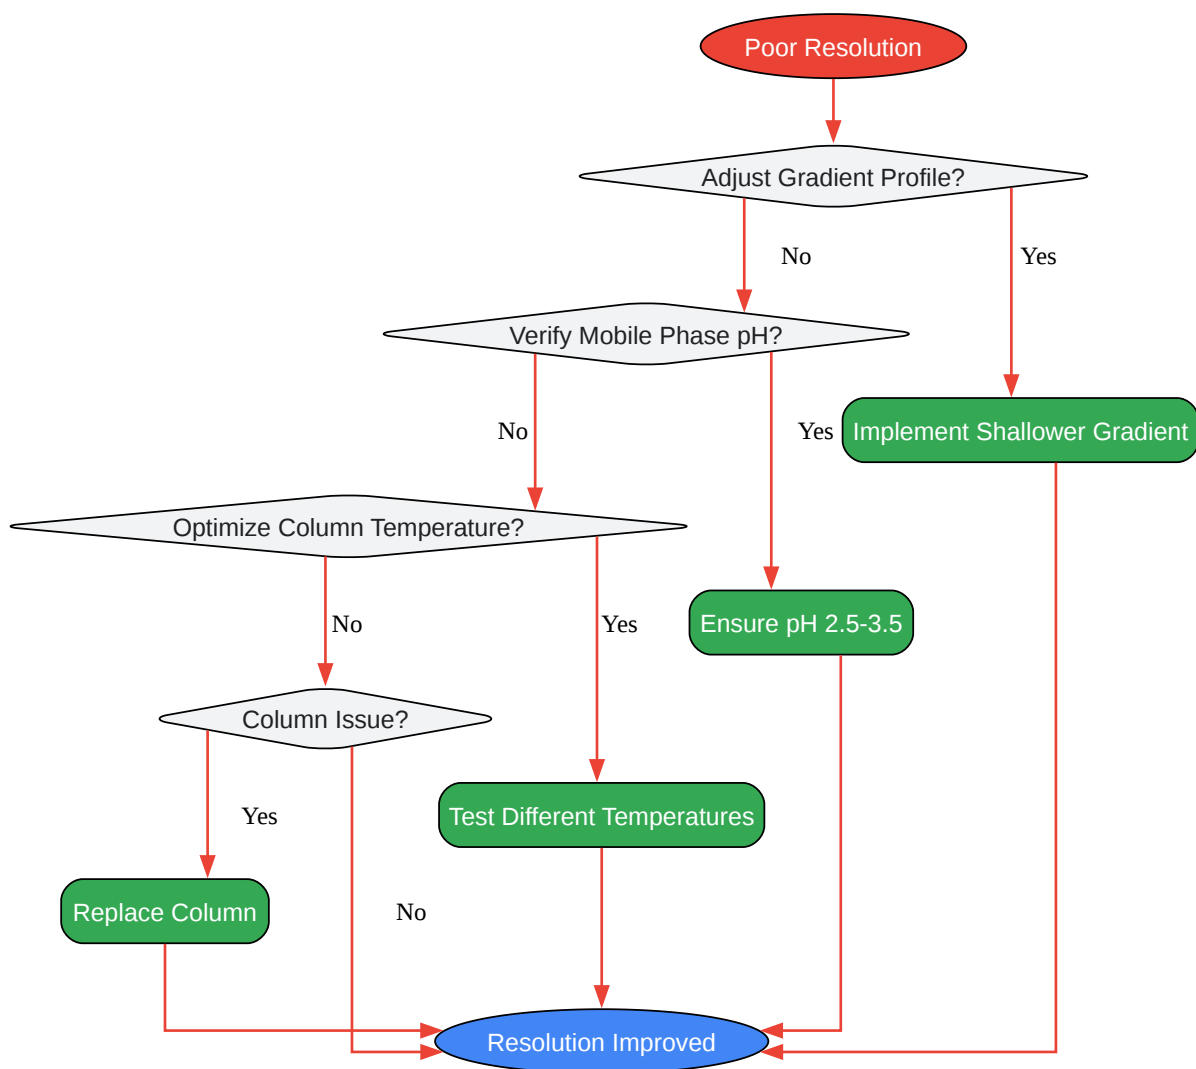 Poor Resolution
Adjust Gradient Profile?
No
Yes
Verify Mobile Phase pH?
No
Yes
Implement Shallower Gradient
Optimize Column Temperature?
No
Yes
Ensure pH 2.5-3.5
Column Issue?
Yes
Test Different Temperatures
Replace Column
No
Resolution Improved